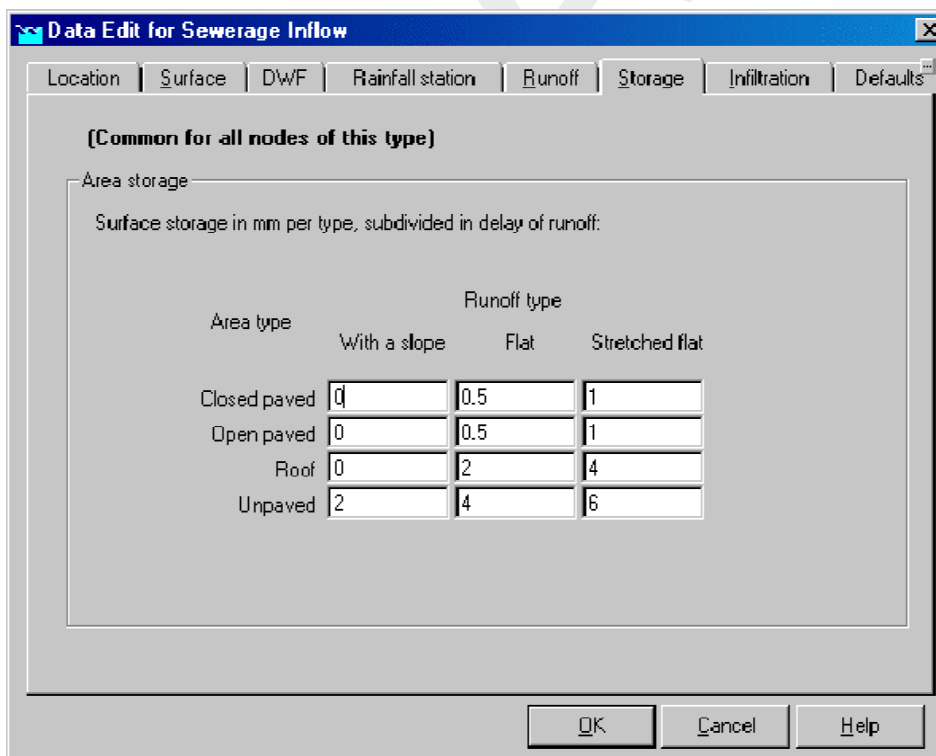 Data Edit for Sewerage Inflow
Location Surface DWF Rainfall station Runoff Storage Infiltration Defaults
(Common for all nodes of this type)
Area storage
Surface storage in mm per type, subdivided in delay of runoff:
Runoff type
Area type
With a slope Flat Stretched flat
Closed paved 0 0.5 1
Open paved 0 0.5 1
Roof 0 2 4
Unpaved 2 4 6
OK Cancel Help